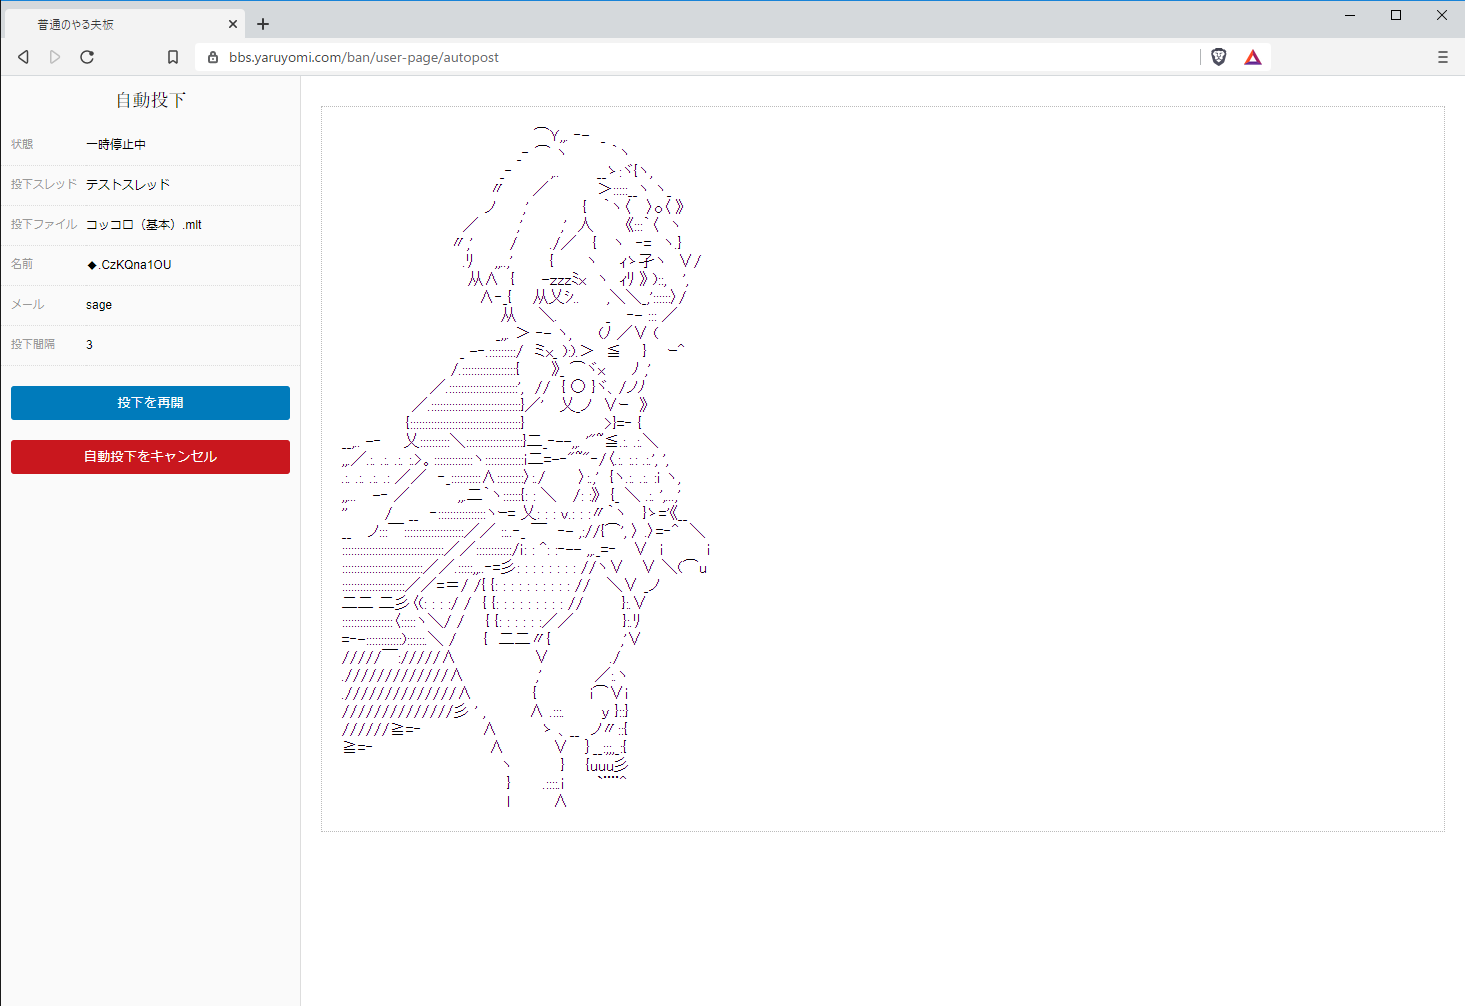 普通のやる夫板
bbs.yaruyomi.com/ban/user-page/autopost
自動投下
状態 一時停止中
投下スレッド テストスレッド
投下ファイル コッコロ（基本）.mlt
名前 ◆.CzKQna1OU
メール sage
投下間隔 3
投下を再開
自動投下をキャンセル